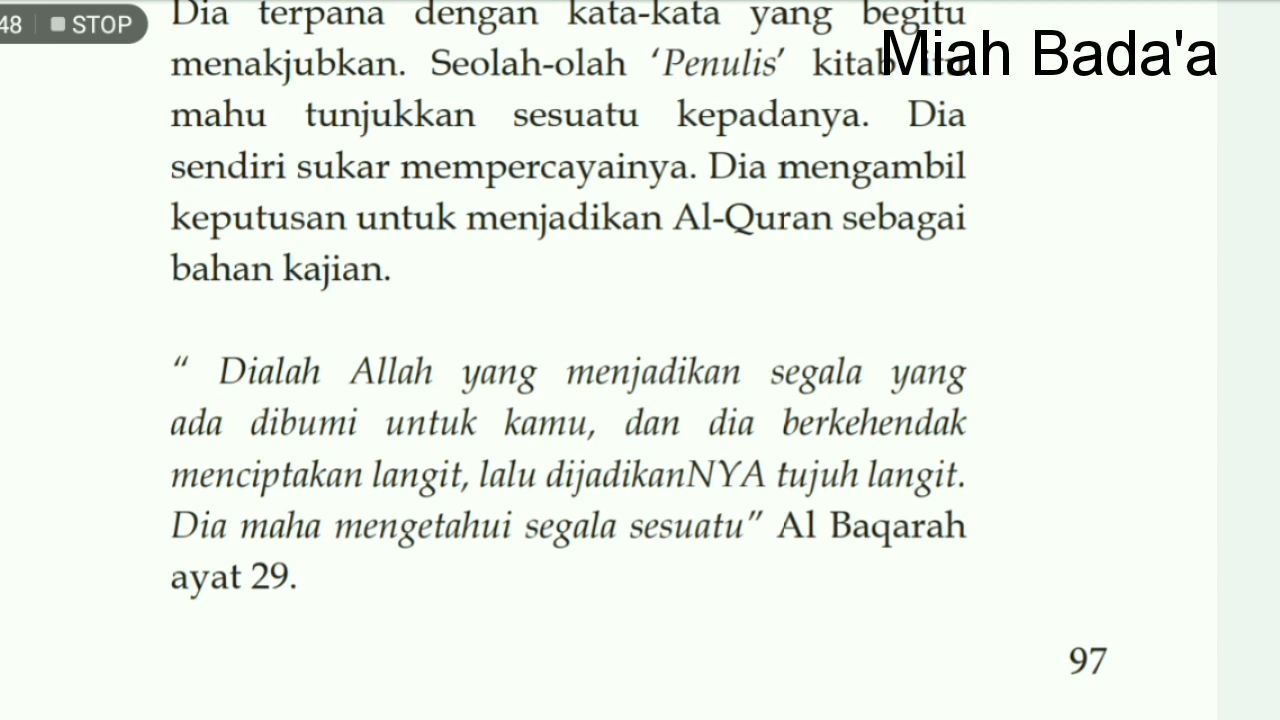 48 STOP
Dia terpana dengan kata-kata yang begitu
Miah Bada'a
menakjubkan. Seolah-olah ‘Penulis’ kitab itu
mahu tunjukkan sesuatu kepadanya. Dia
sendiri sukar mempercayainya. Dia mengambil
keputusan untuk menjadikan Al-Quran sebagai
bahan kajian.
“ Dialah Allah yang menjadikan segala yang
ada dibumi untuk kamu, dan dia berkehendak
menciptakan langit, lalu dijadikanNYA tujuh langit.
Dia maha mengetahui segala sesuatu” Al Baqarah
ayat 29.
97